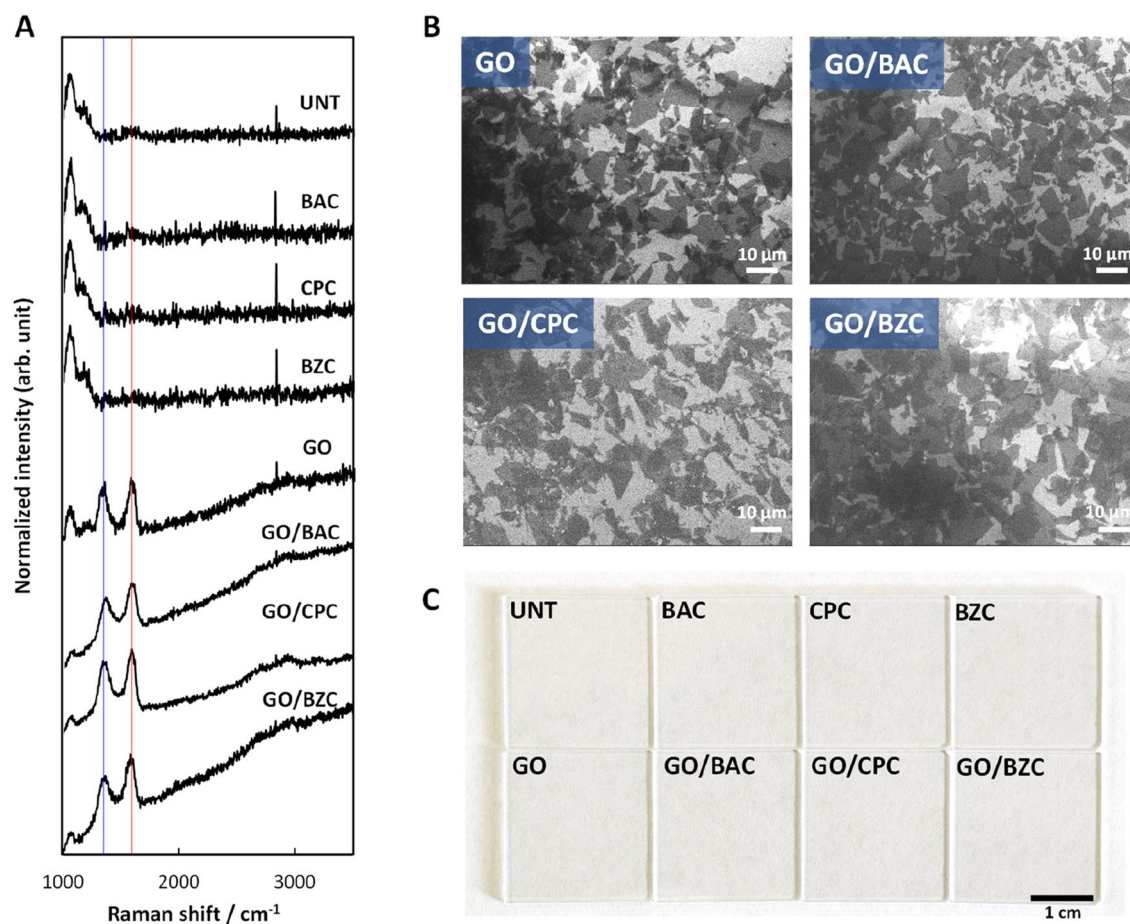 A
UNT
BAC
CPC
BZC
GO
GO/BAC
GO/CPC
GO/BZC
Normalized intensity (arb. unit)
1000
2000
3000
Raman shift / cm⁻¹
B
GO
10 µm
GO/BAC
10 µm
GO/CPC
10 µm
GO/BZC
10 µm
C
UNT
BAC
CPC
BZC
GO
GO/BAC
GO/CPC
GO/BZC
1 cm